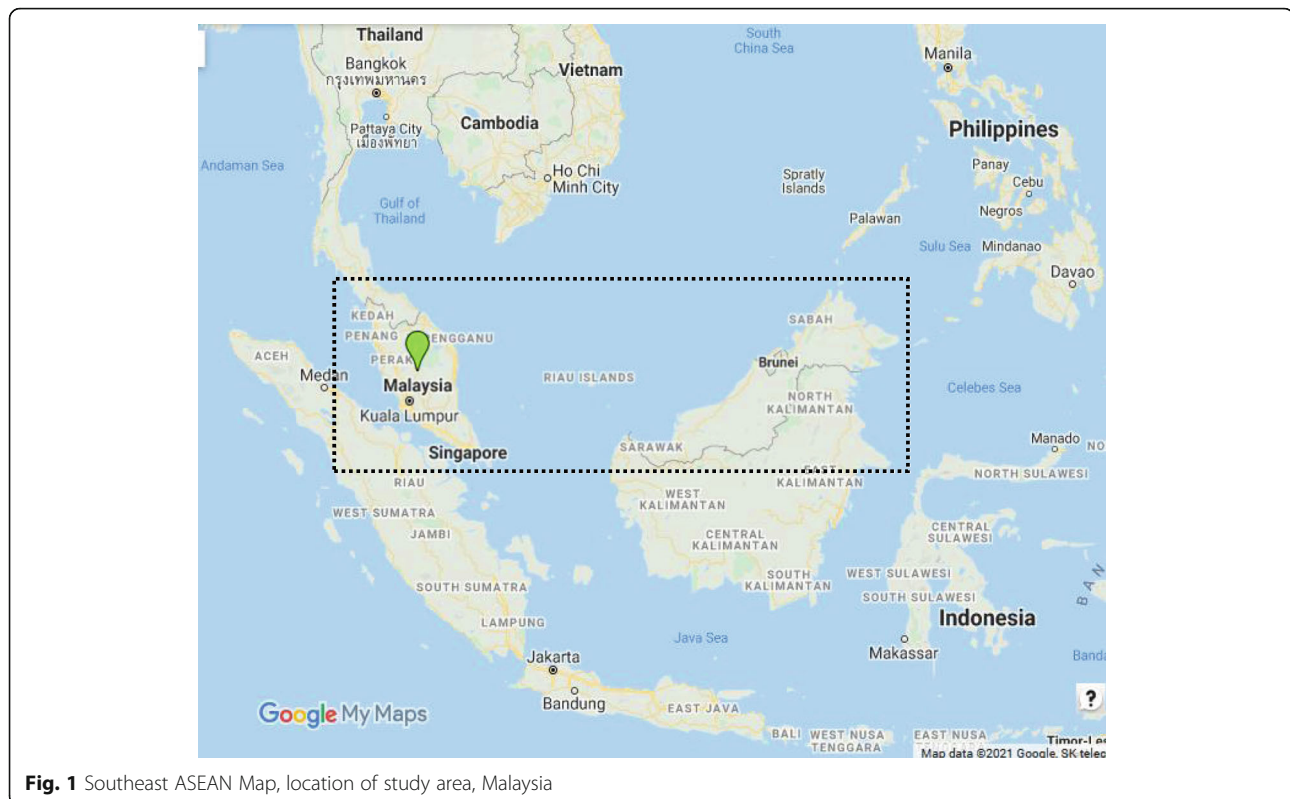 Thailand
South
China Sea
Manila
Bangkok
กรุงเทพมหานคร
Vietnam
Pattaya City
เมืองพัทยา
Cambodia
Philippines
Andaman Sea
Ho Chi
Minh City
Spratly
Islands
Panay
Cebu
Gulf of
Thailand
Palawan
Negros
Sulu Sea
Mindanao
Davao
KEDAH
SABAH
PENANG
ENGGANU
ACEH
PERAK
Brunei
Medan
Malaysia
RIAU ISLANDS
Celebes Sea
NORTH
KALIMANTAN
Kuala Lumpur
SARAWAK
Manado
NO
Singapore
NORTH SULAWESI
RIAU
EAST
KALIMANTAN
WEST
KALIMANTAN
WEST SUMATRA
JAMBI
CENTRAL
KALIMANTAN
CENTRAL
SULAWESI
SOUTH SUMATRA
SOUTH
KALIMANTAN
WEST SULAWESI
SOUTH SULAWESI
BAN
LAMPUNG
Indonesia
Java Sea
Makassar
Banda
Jakarta
Bandung
?
Google My Maps
EAST JAVA
BALI
WEST NUSA
TENGGARA
EAST NUSA
TENGGARA
Timor-Les
Map data ©2021 Google, SK telec
Fig. 1 Southeast ASEAN Map, location of study area, Malaysia